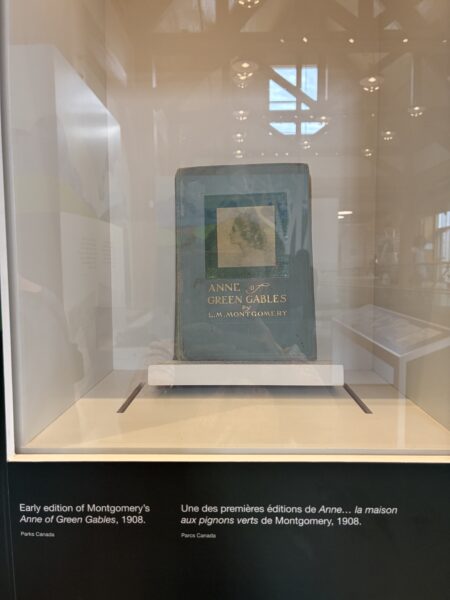 ANNE of
GREEN GABLES
by
L. M. MONTGOMERY
Early edition of Montgomery's
Anne of Green Gables, 1908.
Parks Canada
Une des premières éditions de Anne... la maison
aux pignons verts de Montgomery, 1908.
Parcs Canada